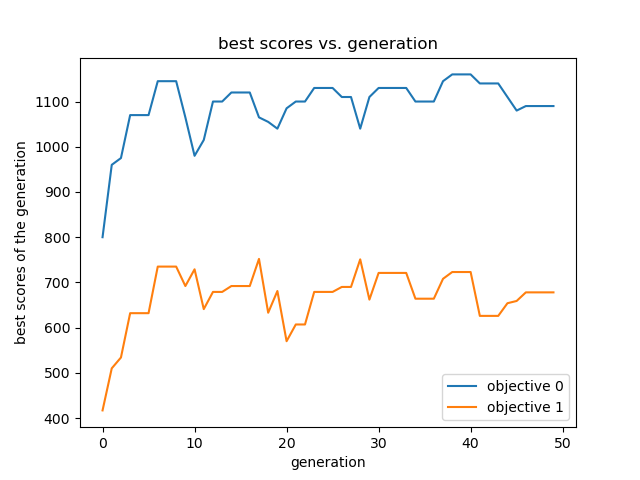 best scores vs. generation
best scores of the generation
1100
1000
900
800
700
600
500
400
0
10
20
30
40
50
generation
objective 0
objective 1